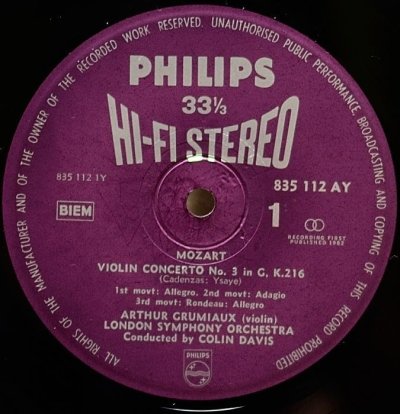 ALL RIGHTS OF THE MANUFACTURER AND OF THE OWNER OF THE RECORDED WORK RESERVED. UNAUTHORISED PUBLIC PERFORMANCE, BROADCASTING AND COPYING OF THIS RECORD PROHIBITED
PHILIPS
33⅓
HI-FI STEREO
835 112 1Y
835 112 AY
BIEM
1
RECORDING FIRST
PUBLISHED 1962
MOZART
VIOLIN CONCERTO No. 3 in G, K.216
(Cadenzas: Ysaye)
1st movt: Allegro. 2nd movt: Adagio
3rd movt: Rondeau: Allegro
ARTHUR GRUMIAUX (violin)
LONDON SYMPHONY ORCHESTRA
Conducted by COLIN DAVIS
PHILIPS